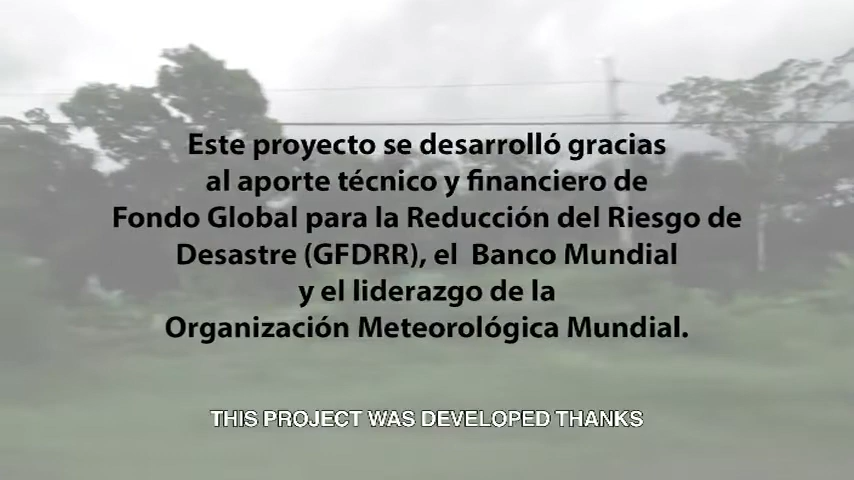 Este proyecto se desarrolló gracias
al aporte técnico y financiero de
Fondo Global para la Reducción del Riesgo de
Desastre (GFDRR), el Banco Mundial
y el liderazgo de la
Organización Meteorológica Mundial.
THIS PROJECT WAS DEVELOPED THANKS